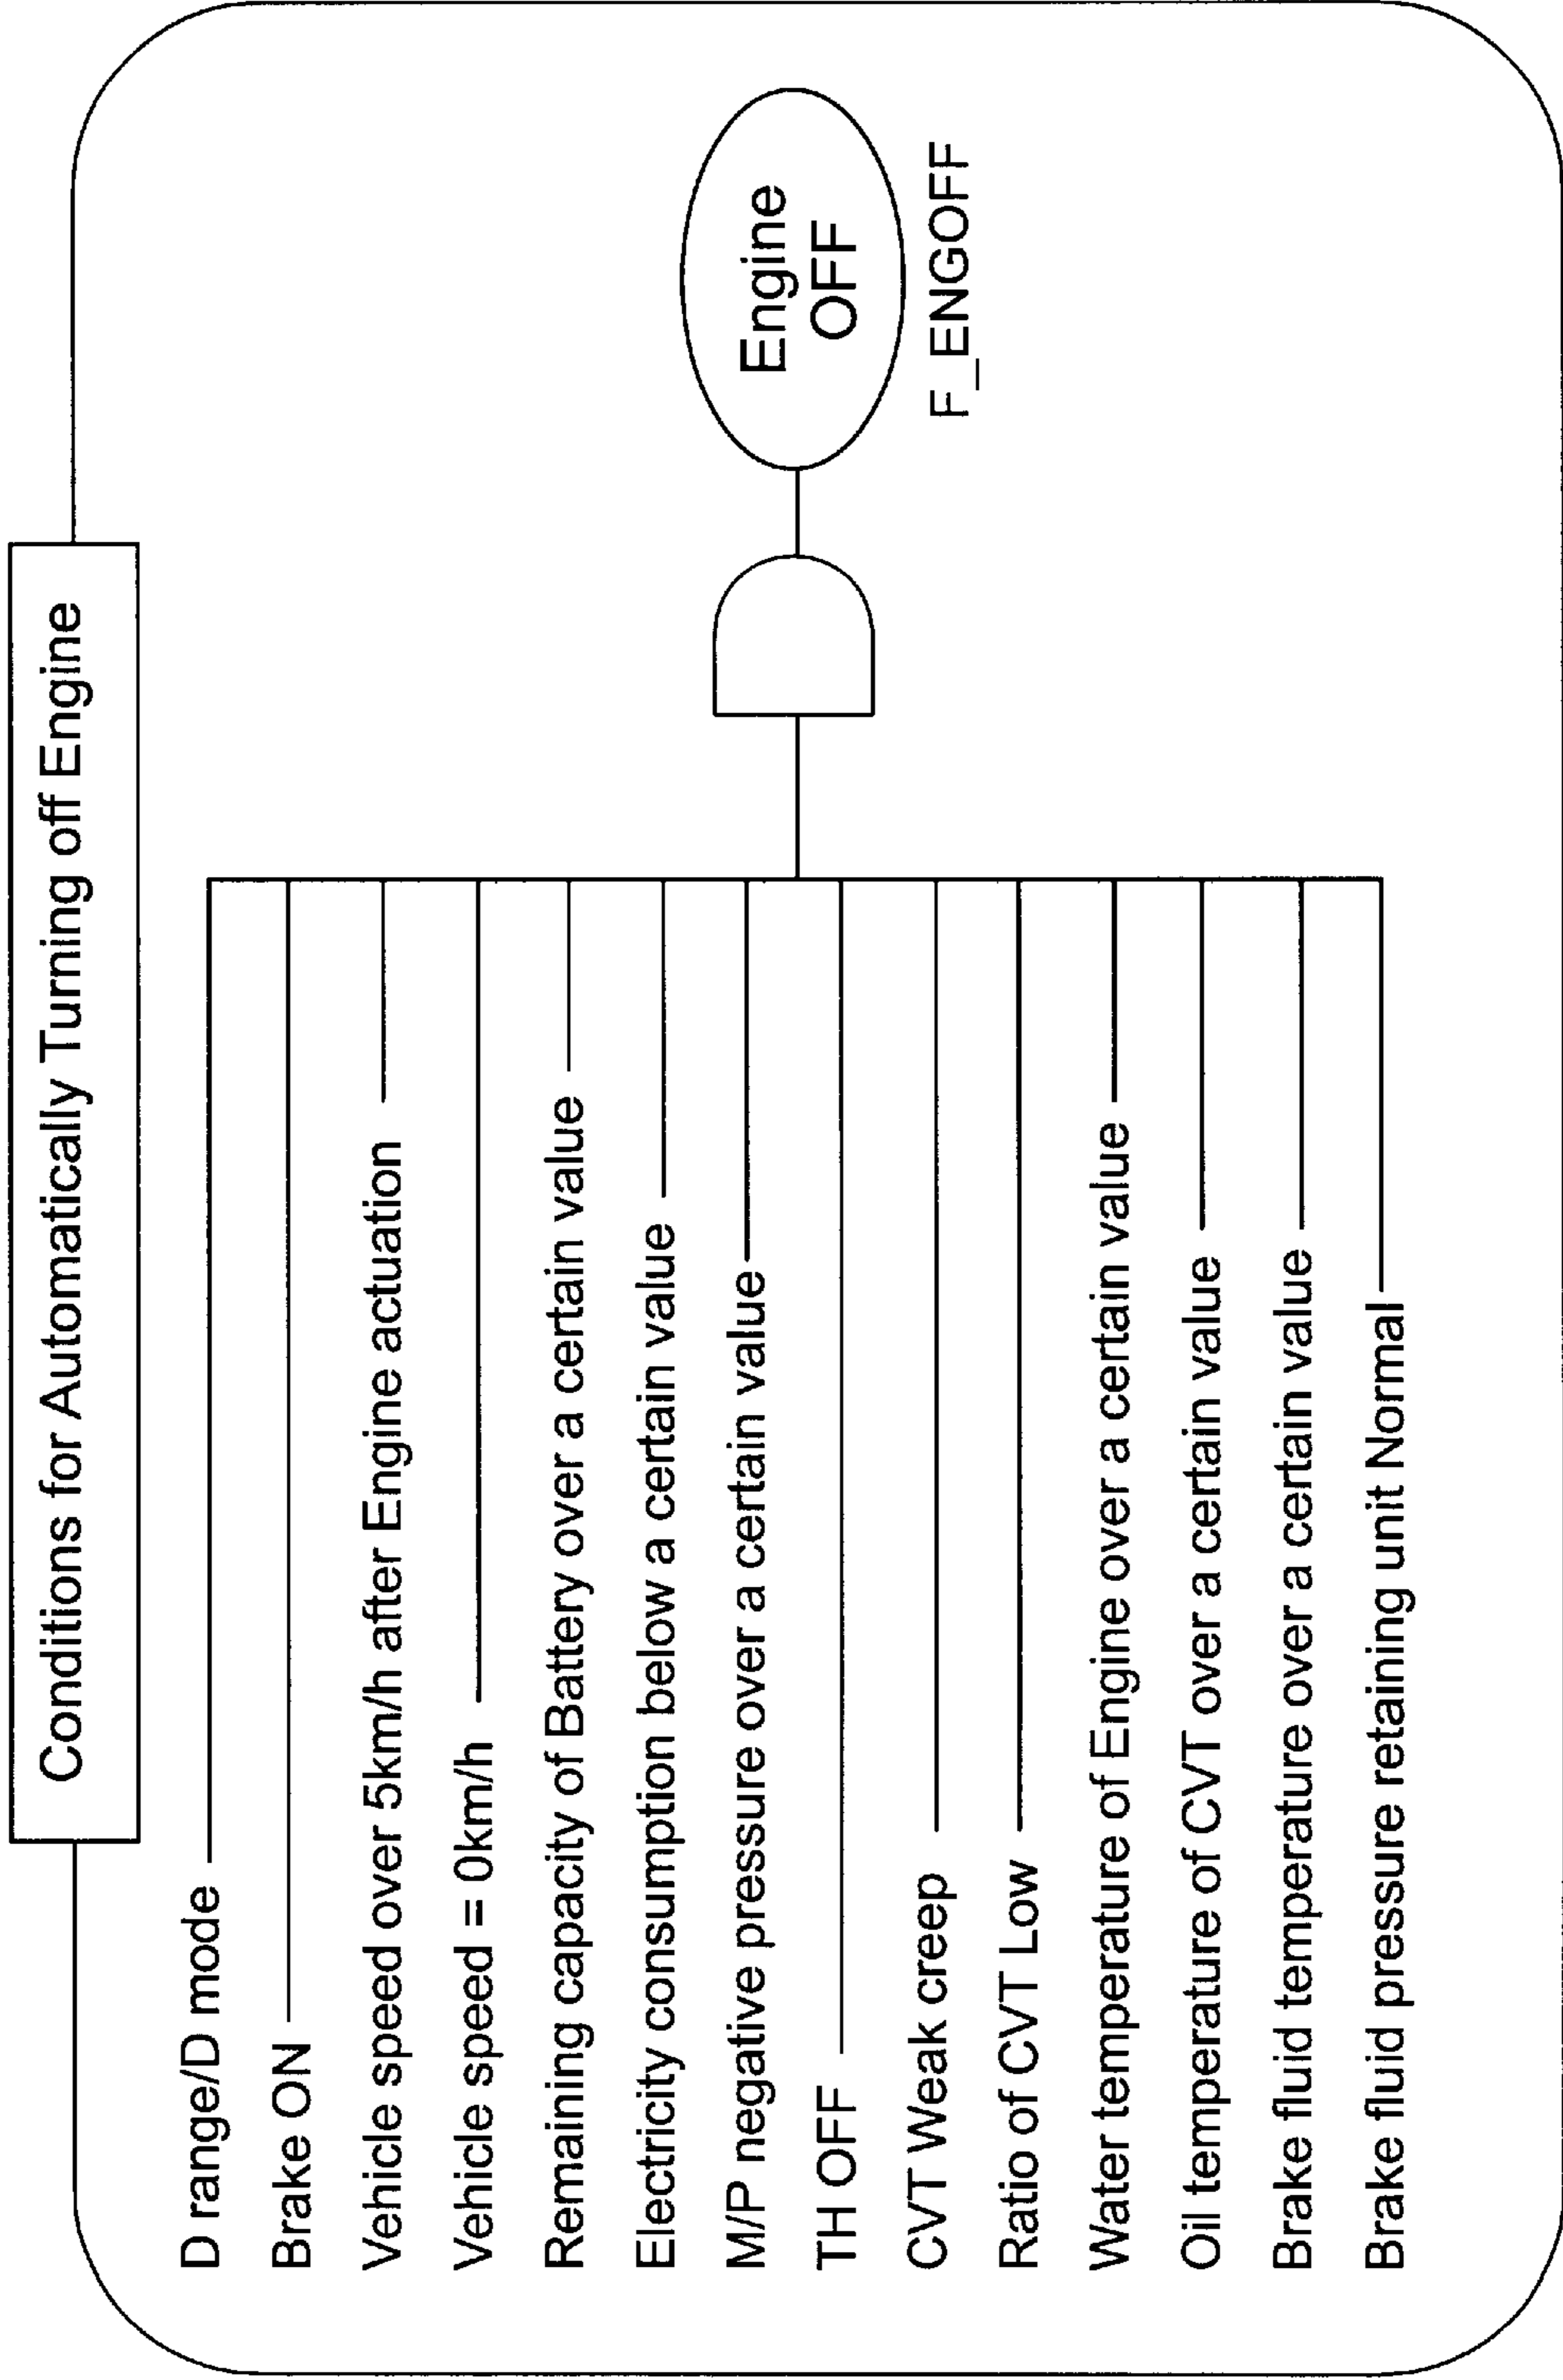 Conditions for Automatically Turning off Engine
D range/D mode
Brake ON
Vehicle speed over 5km/h after Engine actuation
Vehicle speed = 0km/h
Remaining capacity of Battery over a certain value
Electricity consumption below a certain value
M/P negative pressure over a certain value
TH OFF
CVT Weak creep
Ratio of CVT Low
Water temperature of Engine over a certain value
Oil temperature of CVT over a certain value
Brake fluid temperature over a certain value
Brake fluid pressure retaining unit Normal
Engine
OFF
F_ENGOFF